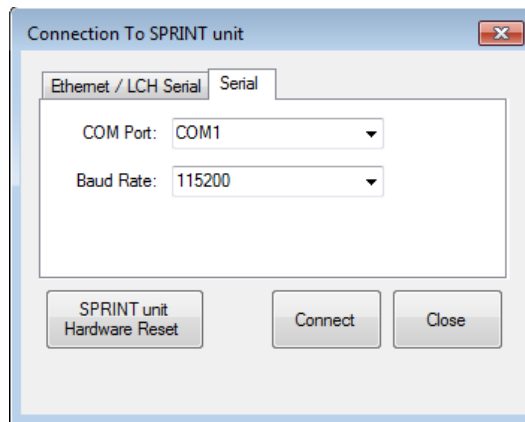 Connection To SPRINT unit
Ethernet / LCH Serial
Serial
COM Port: COM1
Baud Rate: 115200
SPRINT unit
Hardware Reset
Connect
Close